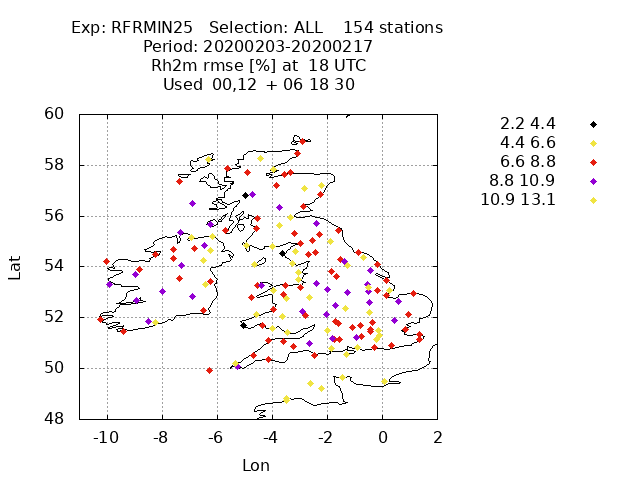 Exp: RFRMIN25 Selection: ALL 154 stations
Period: 20200203-20200217
Rh2m rmse [%] at 18 UTC
Used 00,12 + 06 18 30
2.2 4.4
4.4 6.6
6.6 8.8
8.8 10.9
10.9 13.1
60
58
56
54
52
50
48
Lat
-10 -8 -6 -4 -2 0 2
Lon